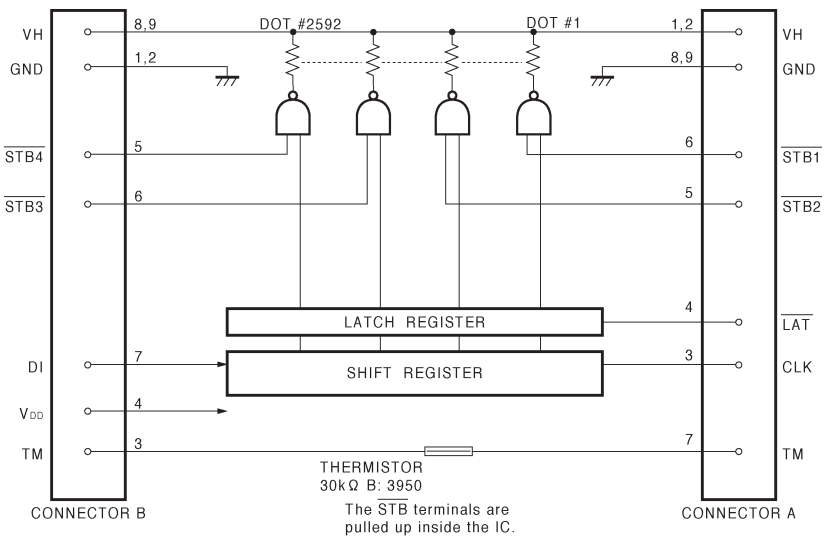 8,9 DOT #2592 DOT #1 1,2
VH VH
1,2 8,9
GND GND
5 6
STB4 STB1
6 5
STB3 STB2
4
LATCH REGISTER
LAT
7 3
DI SHIFT REGISTER CLK
4
VDD
3 7
TM TM
THERMISTOR
30kΩ B: 3950
The STB terminals are
CONNECTOR B CONNECTOR A
pulled up inside the IC.